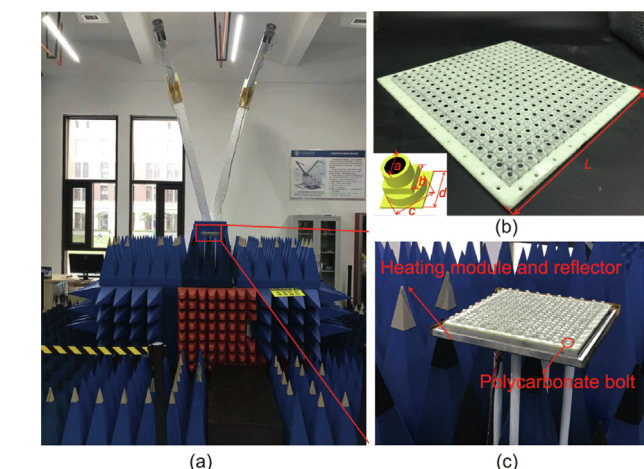 a
b
d
c
L
(b)
Heating module and reflector
Polycarbonate bolt
(a)
(c)